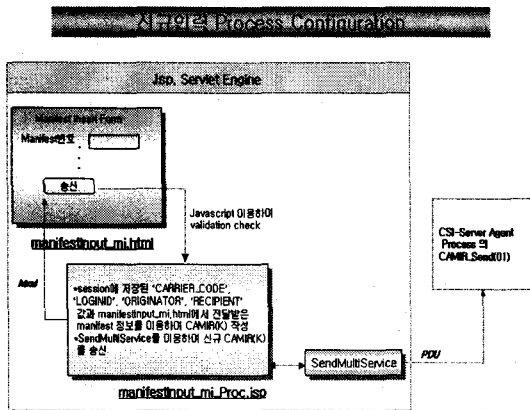 신규입력 Process Configuration
Jsp, Servlet Engine
Manifest Insert Form
Manifest번호
송신
manifestInput_mi.html
Javascript 이용하여
validation check
html
CSI-Server Agent
Process 의
CAMIR_Send(01)
*session에 저장된 'CARRIER_CODE',
'LOGINID', 'ORIGINATOR', 'RECIPIENT'
값과 manifestInput_mi.html에서 전달받은
manifest 정보를 이용하여 CAMIR(K) 작성
*SendMultiService를 이용하여 신규 CAMIR(K)
를 송신
manifestInput_mi_Proc.jsp
SendMultiService
PDU